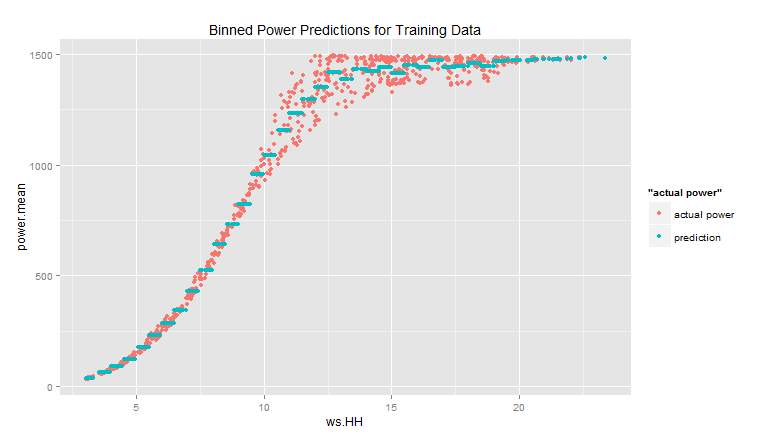 Binned Power Predictions for Training Data
1500
1000
500
0
power.mean
5 10 15 20
ws.HH
"actual power"
actual power
prediction